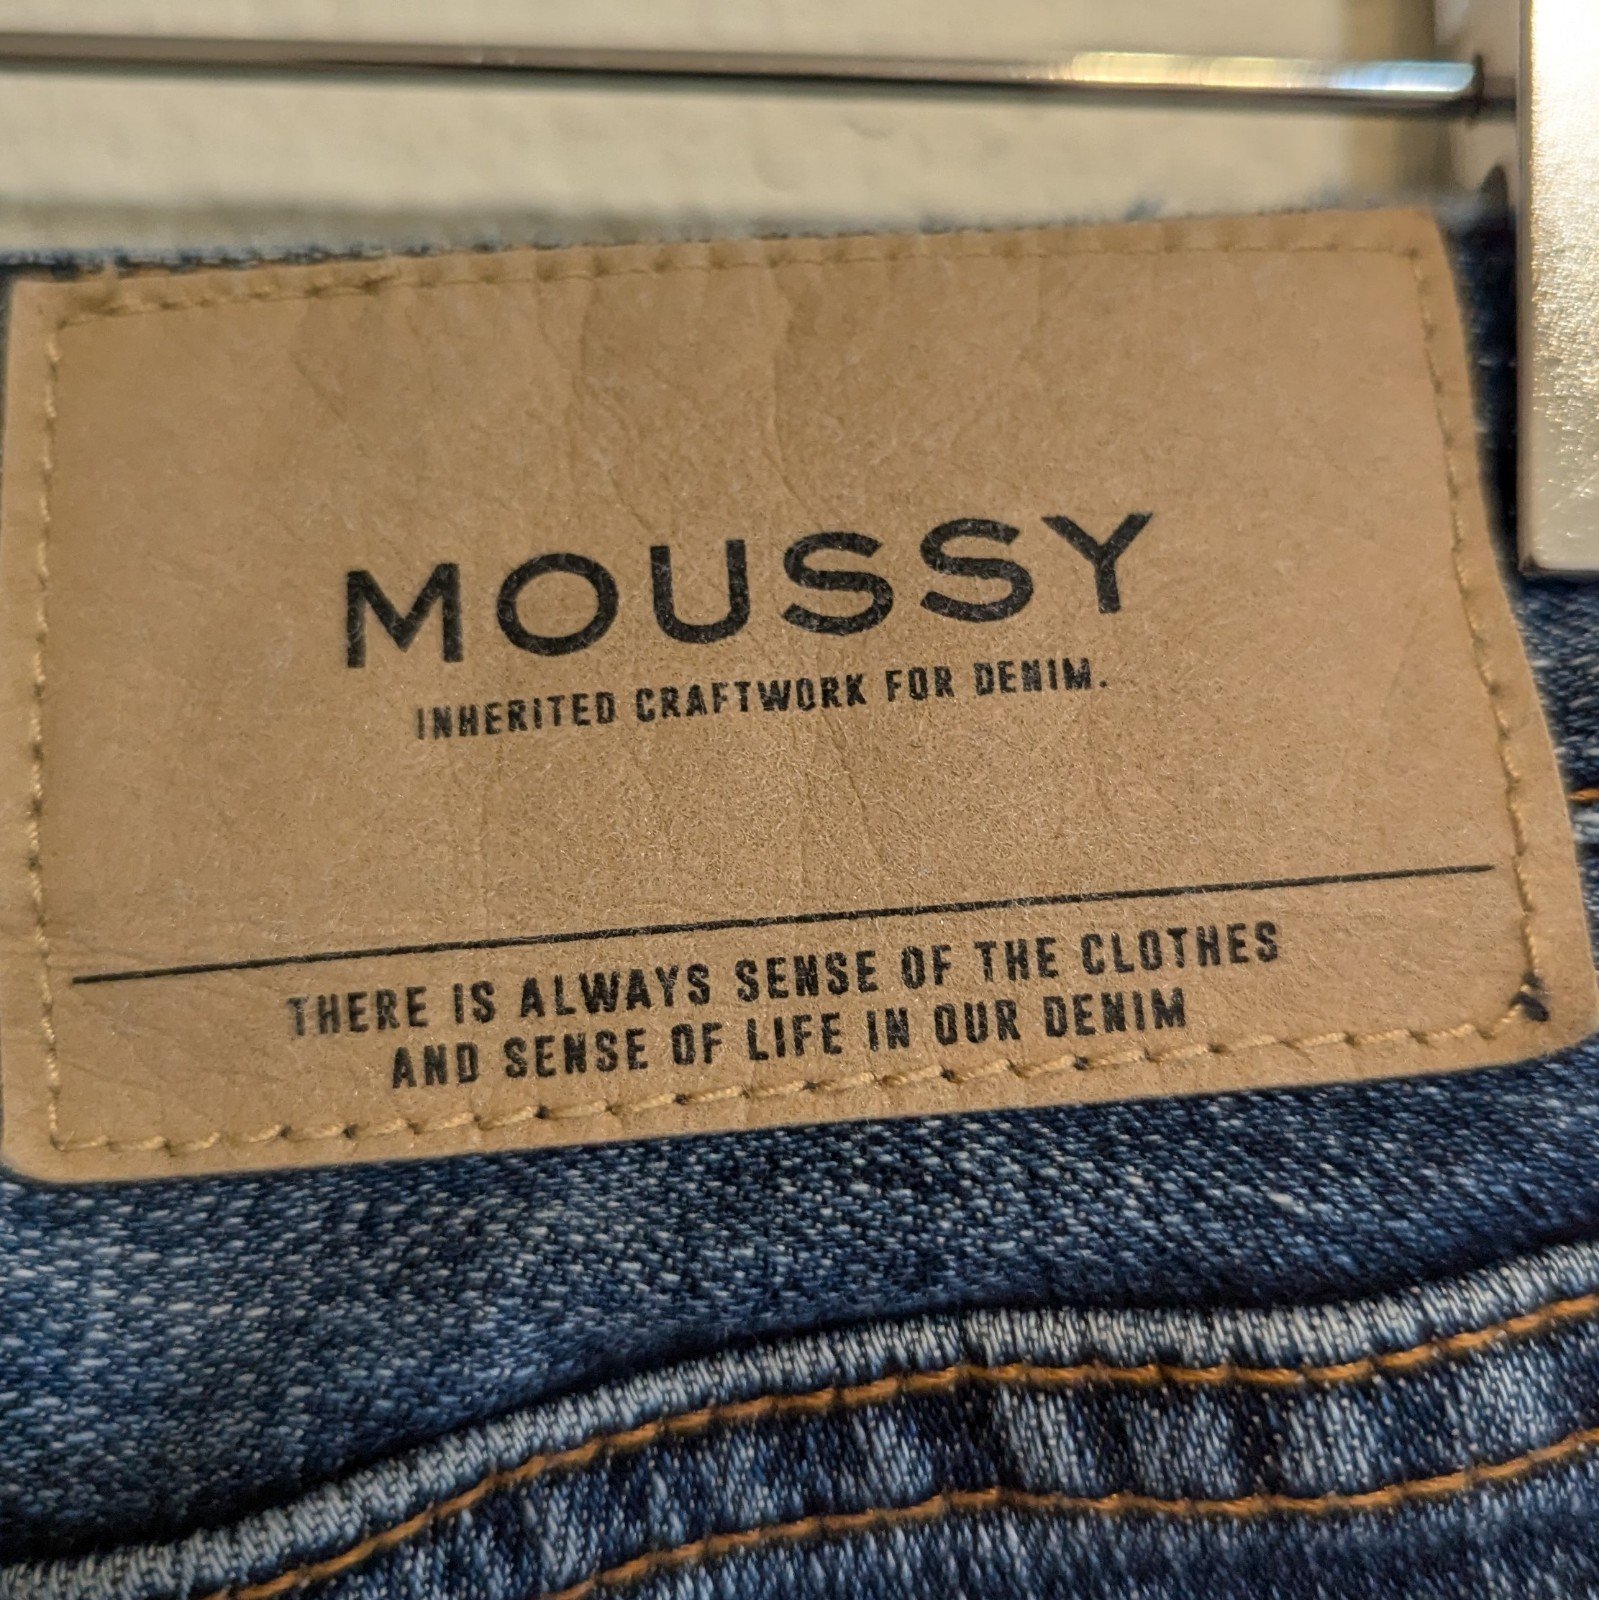 MOUSSY
INHERITED CRAFTWORK FOR DENIM.
THERE IS ALWAYS SENSE OF THE CLOTHES
AND SENSE OF LIFE IN OUR DENIM